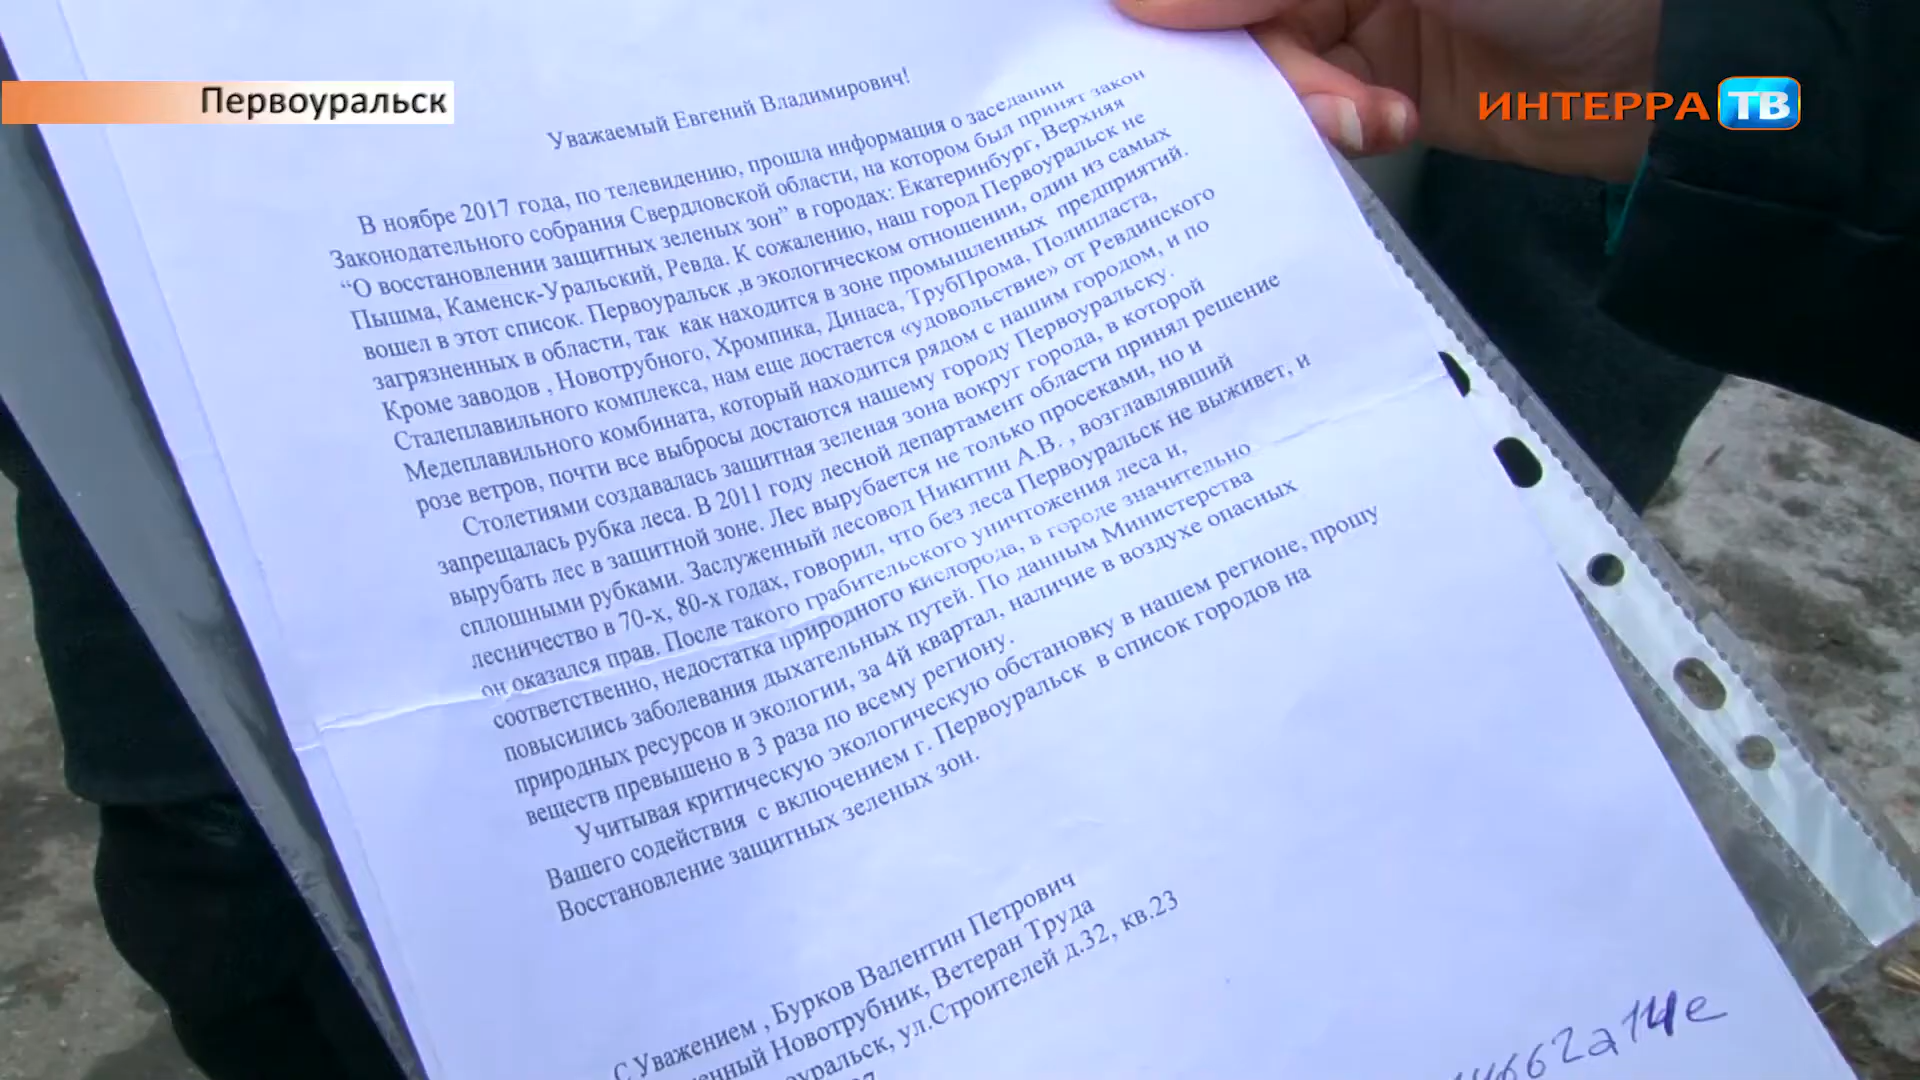 Первоуральск
ИНТЕРРА ТВ
Уважаемый Евгений Владимирович!
В ноябре 2017 года, по телевидению, прошла информация о заседании
Законодательного собрания Свердловской области, на котором был принят закон
“О восстановлении защитных зеленых зон” в городах: Екатеринбург, Верхняя
Пышма, Каменск-Уральский, Ревда. К сожалению, наш город Первоуральск не
вошел в этот список. Первоуральск ,в экологическом отношении, один из самых
загрязненных в области, так как находится в зоне промышленных предприятий.
Кроме заводов , Новотрубного, Хромпика, Динаса, ТрубПрома, Полипласта,
Сталеплавильного комплекса, нам еще достается «удовольствие» от Ревдинского
Медеплавильного комбината, который находится рядом с нашим городом, и по
розе ветров, почти все выбросы достаются нашему городу Первоуральску.
Столетиями создавалась защитная зеленая зона вокруг города, в которой
запрещалась рубка леса. В 2011 году лесной департамент области принял решение
вырубать лес в защитной зоне. Лес вырубается не только просеками, но и
сплошными рубками. Заслуженный лесовод Никитин А.В. , возглавлявший
лесничество в 70-х, 80-х годах, говорил, что без леса Первоуральск не выживет, и
он оказался прав. После такого грабительского уничтожения леса и,
соответственно, недостатка природного кислорода, в городе значительно
повысились заболевания дыхательных путей. По данным Министерства
природных ресурсов и экологии, за 4й квартал, наличие в воздухе опасных
веществ превышено в 3 раза по всему региону.
Учитывая критическую экологическую обстановку в нашем регионе, прошу
Вашего содействия с включением г. Первоуральск в список городов на
Восстановление защитных зеленых зон.
С Уважением , Бурков Валентин Петрович
Новотрубник, Ветеран Труда
ул.Строителей д.32, кв.23